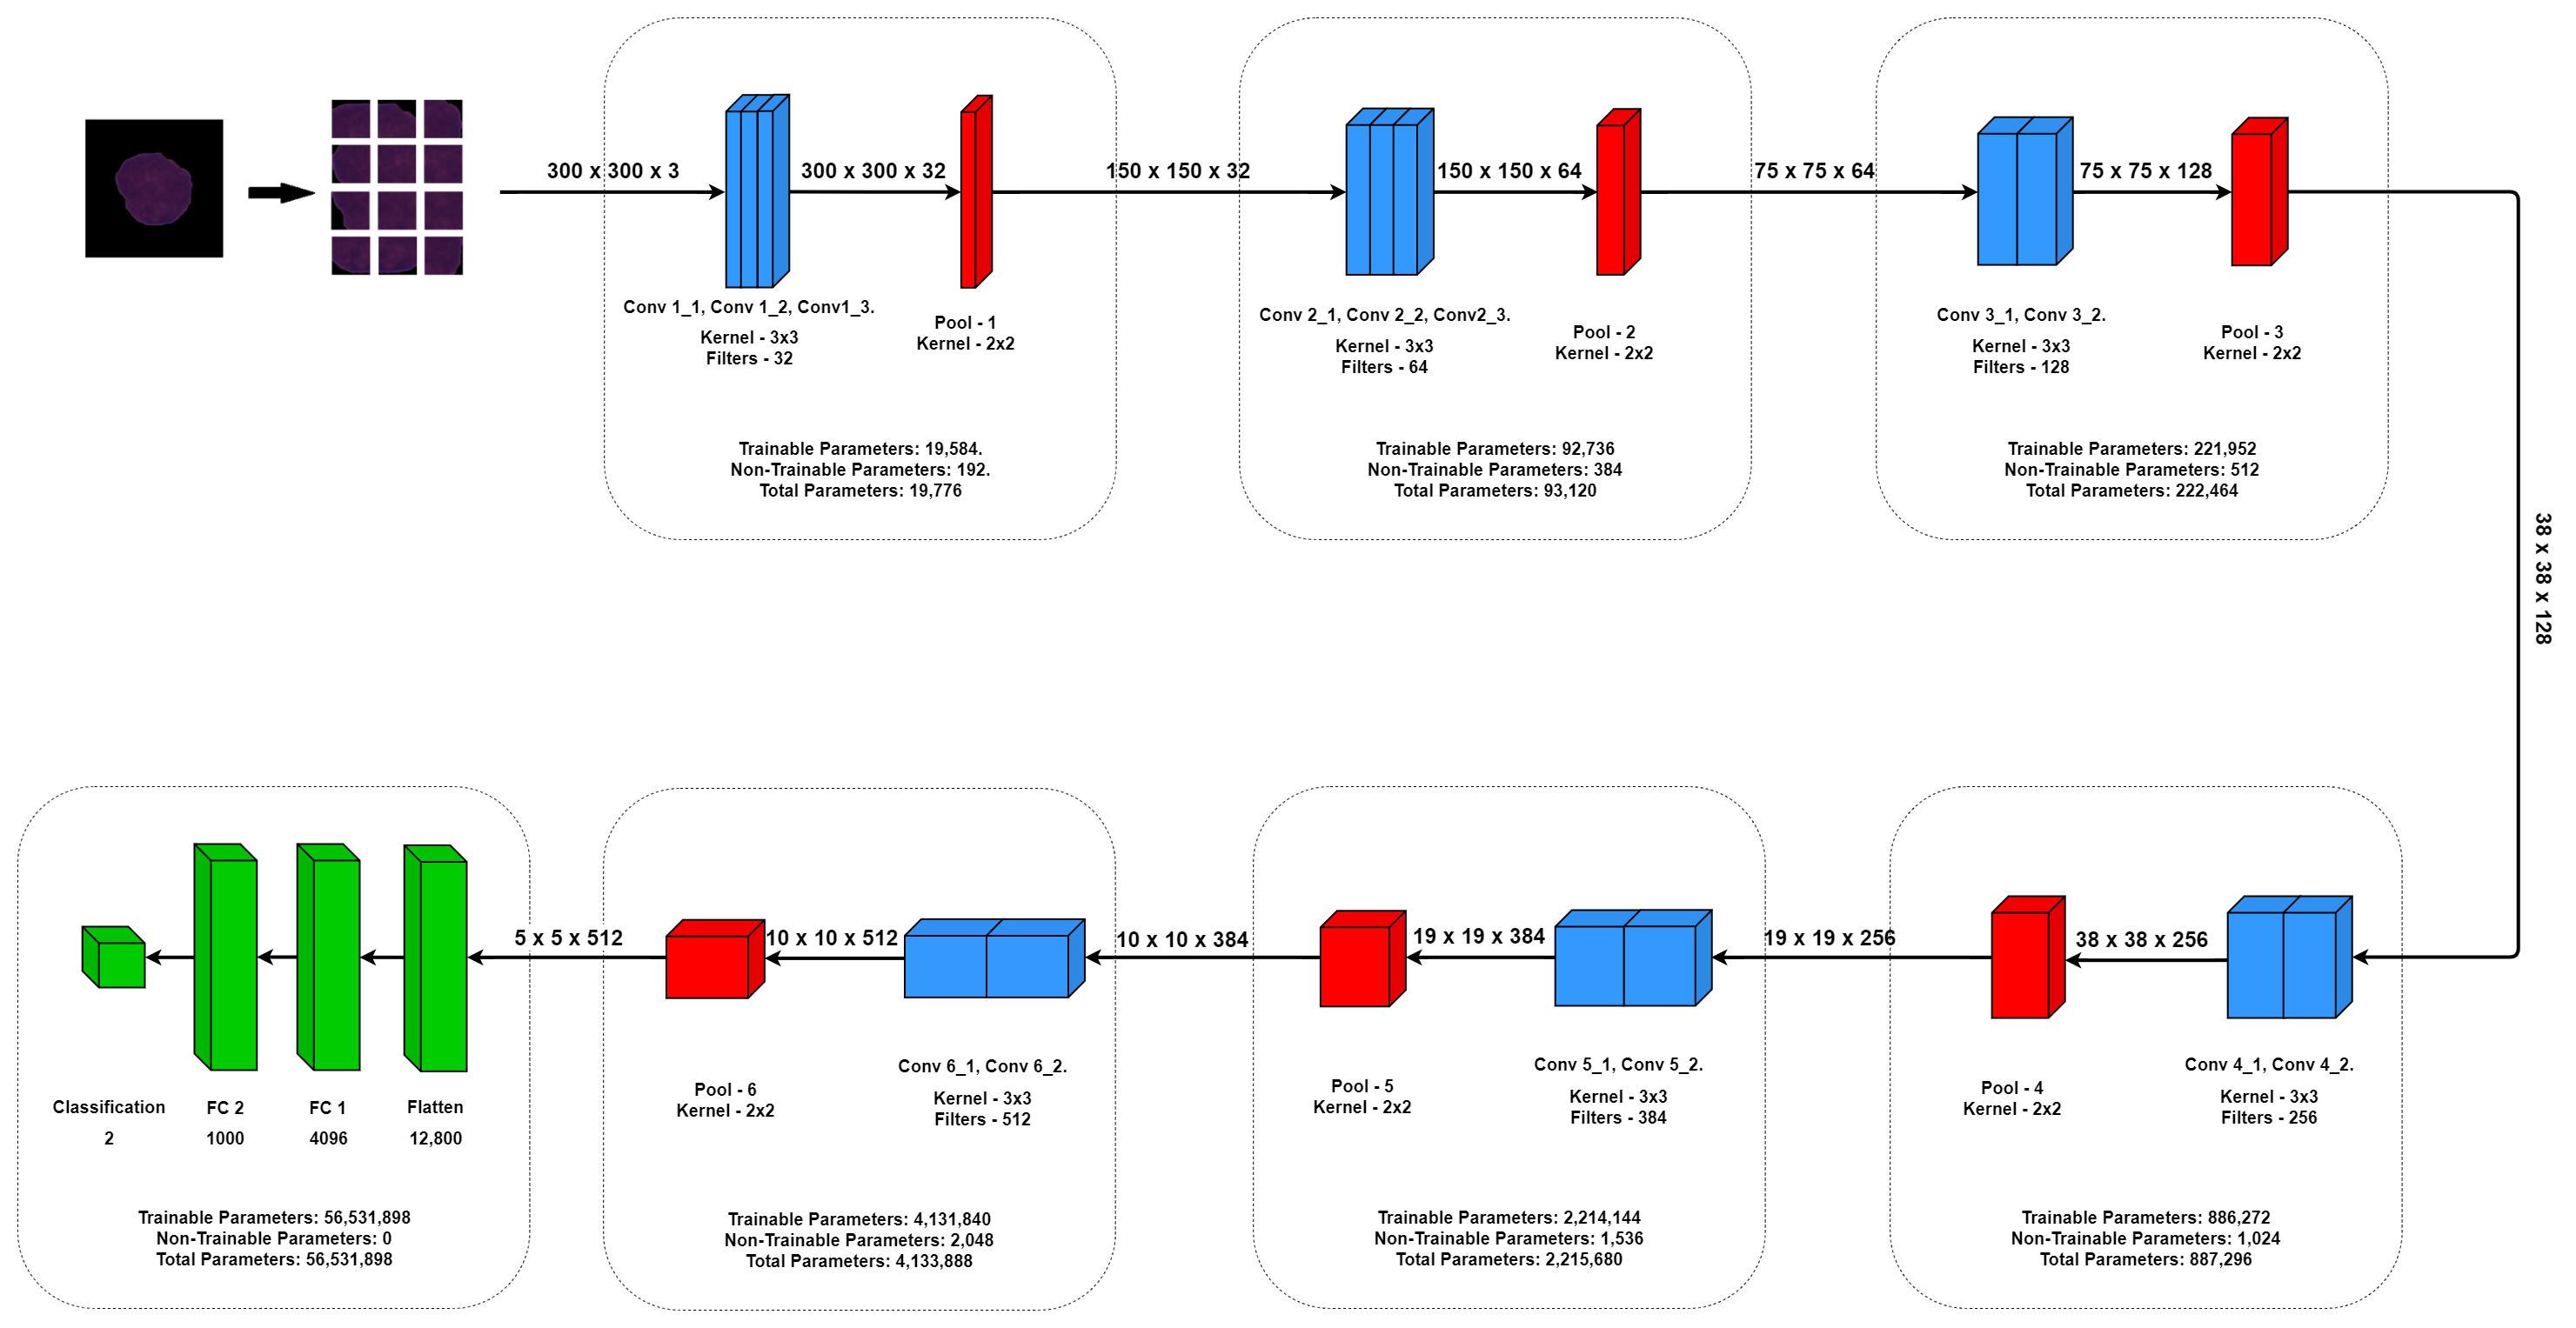 300 x 300 x 3
300 x 300 x 32
150 x 150 x 32
150 x 150 x 64
75 x 75 x 64
75 x 75 x 128
Conv 1_1, Conv 1_2, Conv1_3.
Kernel - 3x3
Filters - 32
Pool - 1
Kernel - 2x2
Trainable Parameters: 19,584.
Non-Trainable Parameters: 192.
Total Parameters: 19,776
Conv 2_1, Conv 2_2, Conv2_3.
Kernel - 3x3
Filters - 64
Pool - 2
Kernel - 2x2
Trainable Parameters: 92,736
Non-Trainable Parameters: 384
Total Parameters: 93,120
Conv 3_1, Conv 3_2.
Kernel - 3x3
Filters - 128
Pool - 3
Kernel - 2x2
Trainable Parameters: 221,952
Non-Trainable Parameters: 512
Total Parameters: 222,464
38 x 38 x 128
38 x 38 x 256
Conv 4_1, Conv 4_2.
Kernel - 3x3
Filters - 256
Pool - 4
Kernel - 2x2
Trainable Parameters: 886,272
Non-Trainable Parameters: 1,024
Total Parameters: 887,296
19 x 19 x 256
19 x 19 x 384
Conv 5_1, Conv 5_2.
Kernel - 3x3
Filters - 384
Pool - 5
Kernel - 2x2
Trainable Parameters: 2,214,144
Non-Trainable Parameters: 1,536
Total Parameters: 2,215,680
10 x 10 x 384
10 x 10 x 512
Conv 6_1, Conv 6_2.
Kernel - 3x3
Filters - 512
Pool - 6
Kernel - 2x2
Trainable Parameters: 4,131,840
Non-Trainable Parameters: 2,048
Total Parameters: 4,133,888
5 x 5 x 512
Flatten
12,800
FC 1
4096
FC 2
1000
Classification
2
Trainable Parameters: 56,531,898
Non-Trainable Parameters: 0
Total Parameters: 56,531,898